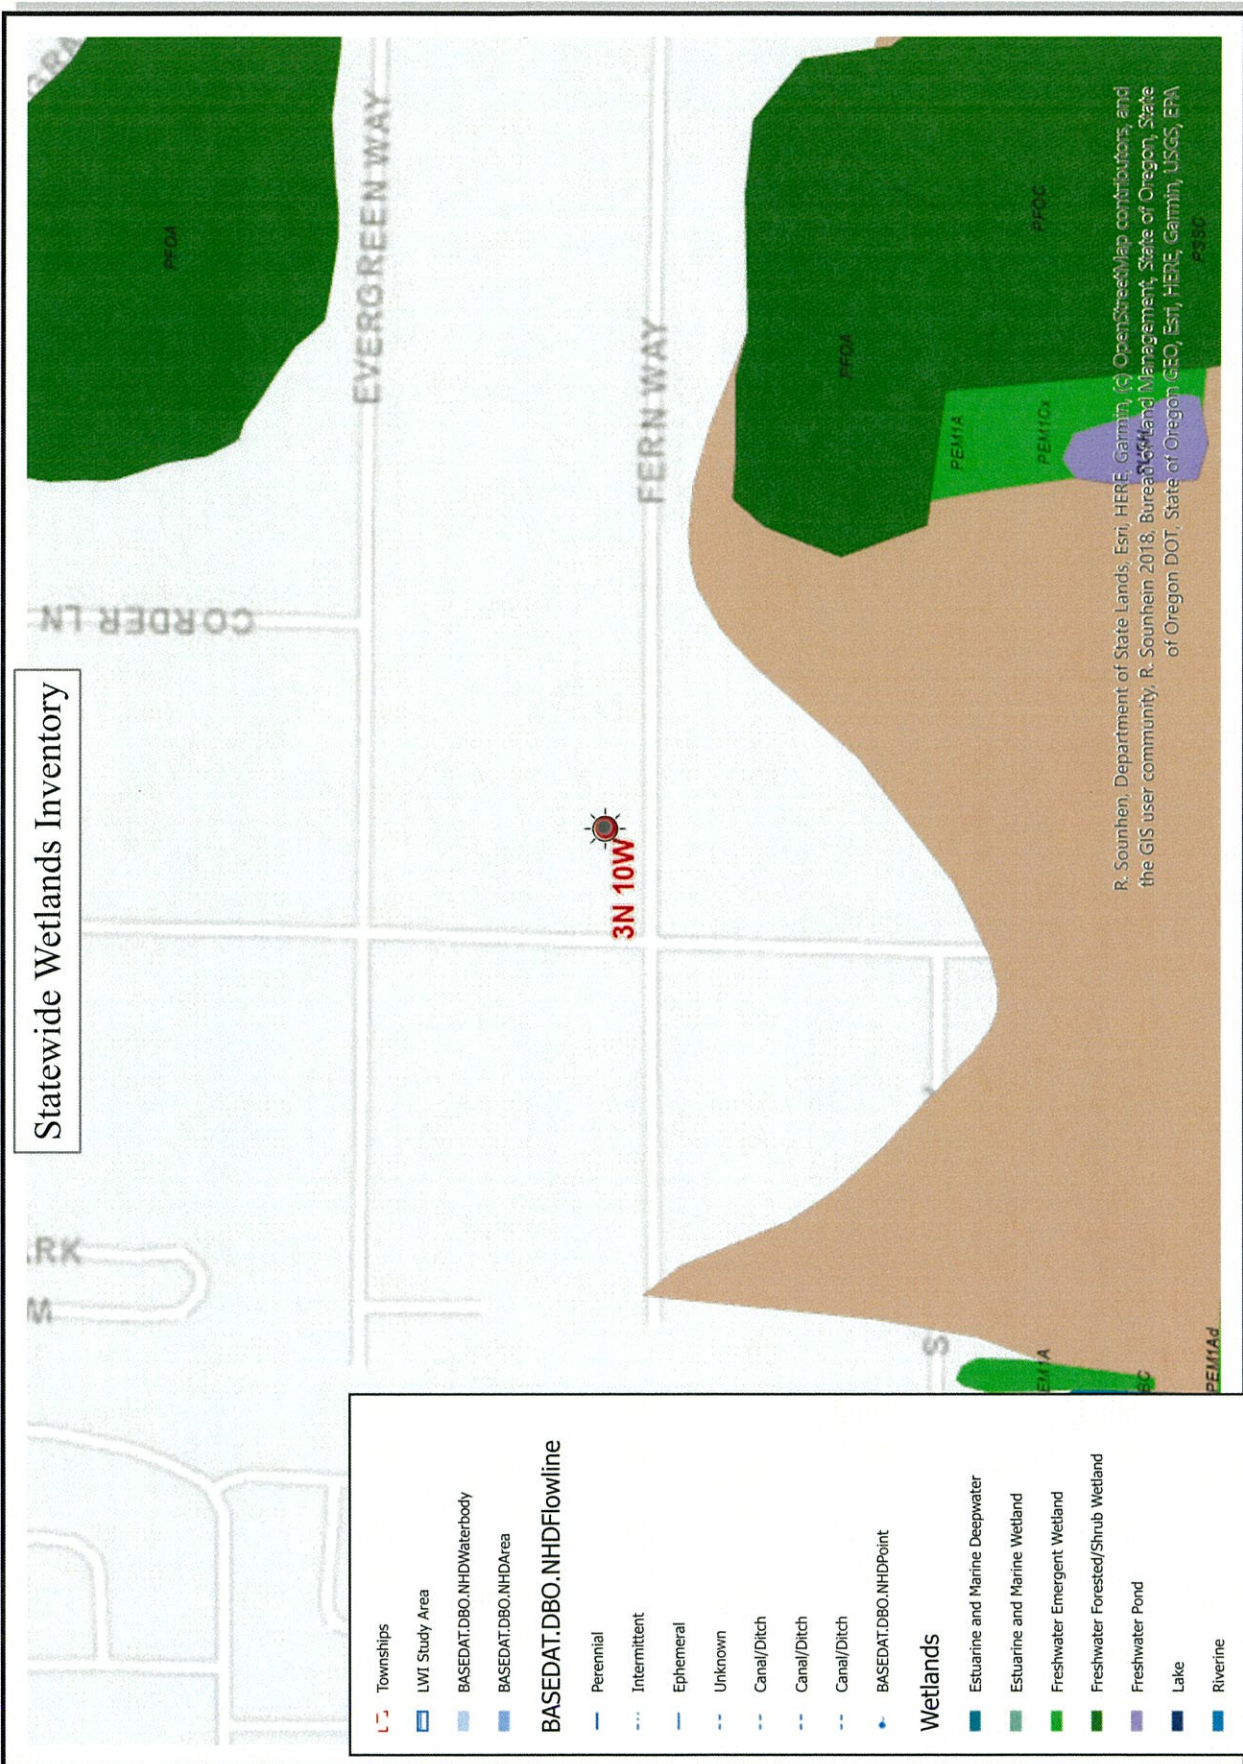 Statewide Wetlands Inventory
ARK
M
CORDER LN
GRA
EVERGREEN WAY
FERN WAY
3N 10W
S
PFOA
PFOA
PFOC
PSSC
PEM1A
PEM1Cx
EM1A
BC
PEM1Ad
Townships
LWI Study Area
BASEDAT.DBO.NHDWaterbody
BASEDAT.DBO.NHDArea
BASEDAT.DBO.NHDFlowline
Perennial
Intermittent
Ephemeral
Unknown
Canal/Ditch
Canal/Ditch
Canal/Ditch
BASEDAT.DBO.NHDPoint
Wetlands
Estuarine and Marine Deepwater
Estuarine and Marine Wetland
Freshwater Emergent Wetland
Freshwater Forested/Shrub Wetland
Freshwater Pond
Lake
Riverine
R. Sounhen, Department of State Lands, Esri, HERE, Garmin, (c) OpenStreetMap contributors, and
the GIS user community, R. Sounhein 2018, Bureau of Land Management, State of Oregon, State
of Oregon DOT, State of Oregon GEO, Esri, HERE, Garmin, USGS, EPA